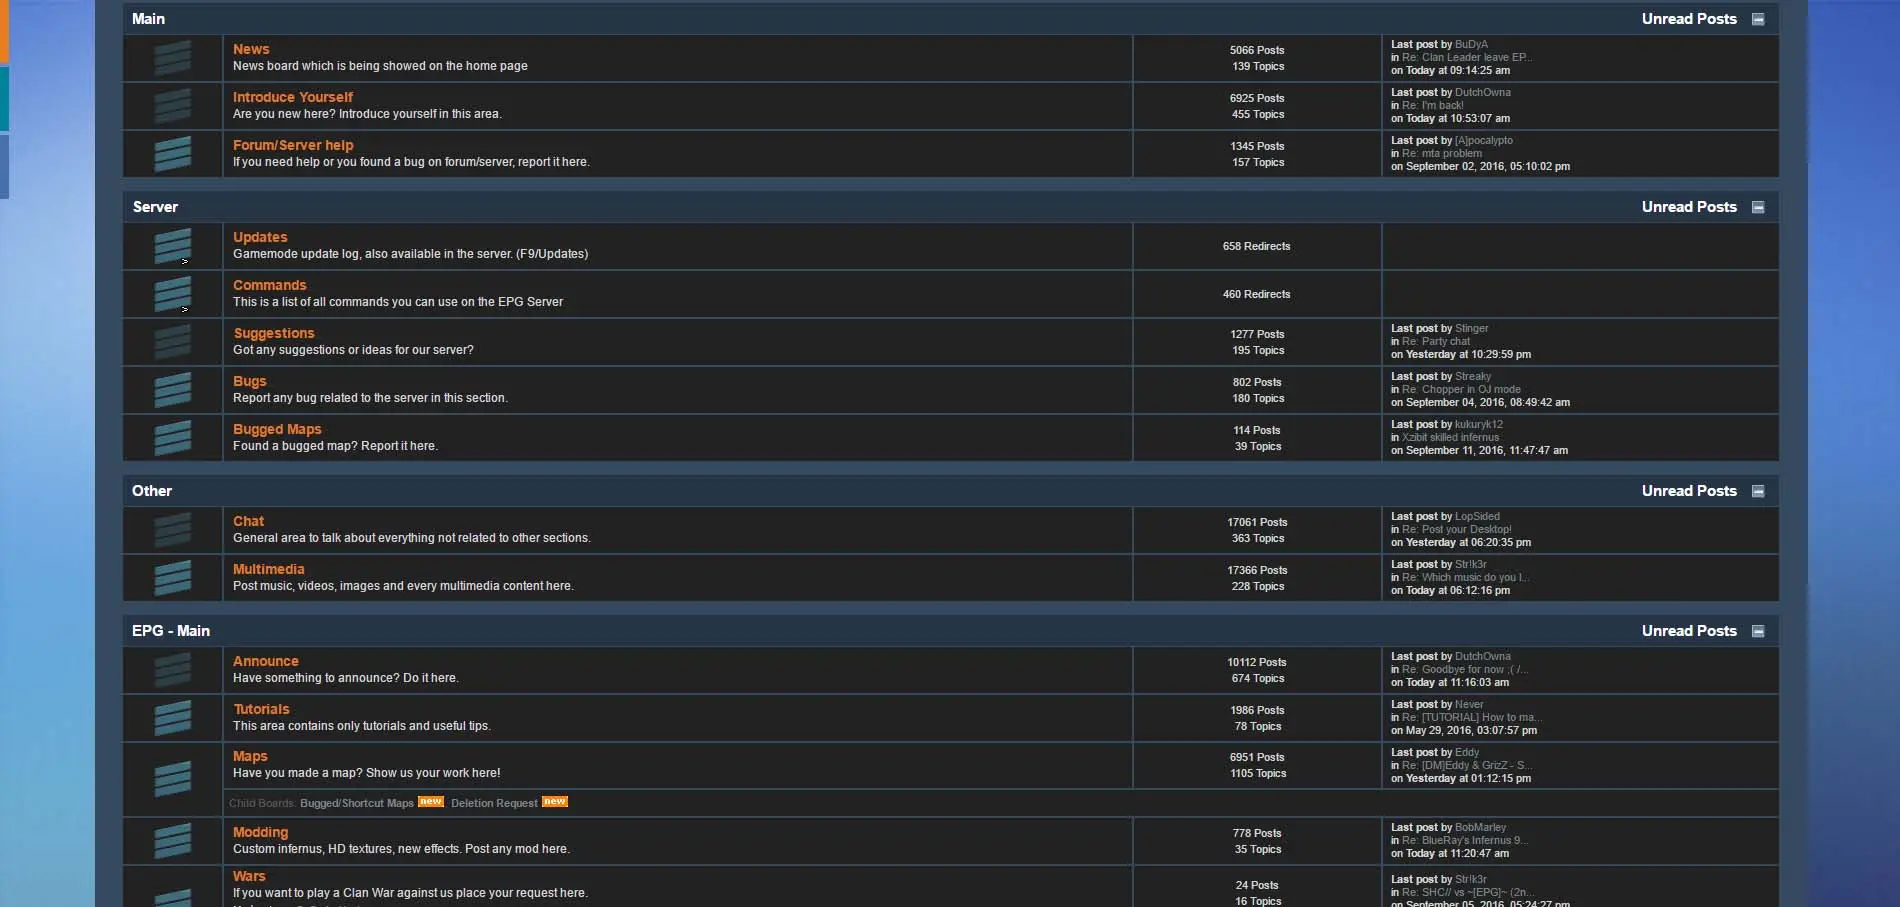 Main
Unread Posts
News
News board which is being showed on the home page
5066 Posts
139 Topics
Last post by BuDyA
in Re: Clan Leader leave EP...
on Today at 09:14:25 am
Introduce Yourself
Are you new here? Introduce yourself in this area.
6925 Posts
455 Topics
Last post by DutchOwna
in Re: I'm back!
on Today at 10:53:07 am
Forum/Server help
If you need help or you found a bug on forum/server, report it here.
1345 Posts
157 Topics
Last post by [A]pocalypto
in Re: mta problem
on September 02, 2016, 05:10:02 pm
Server
Unread Posts
Updates
Gamemode update log, also available in the server. (F9/Updates)
658 Redirects
Commands
This is a list of all commands you can use on the EPG Server
460 Redirects
Suggestions
Got any suggestions or ideas for our server?
1277 Posts
195 Topics
Last post by Stinger
in Re: Party chat
on Yesterday at 10:29:59 pm
Bugs
Report any bug related to the server in this section.
802 Posts
180 Topics
Last post by Streaky
in Re: Chopper in OJ mode
on September 04, 2016, 08:49:42 am
Bugged Maps
Found a bugged map? Report it here.
114 Posts
39 Topics
Last post by kukuryk12
in Xzibit skilled infernus
on September 11, 2016, 11:47:47 am
Other
Unread Posts
Chat
General area to talk about everything not related to other sections.
17061 Posts
363 Topics
Last post by LopSided
in Re: Post your Desktop!
on Yesterday at 06:20:35 pm
Multimedia
Post music, videos, images and every multimedia content here.
17366 Posts
228 Topics
Last post by Str!k3r
in Re: Which music do you l...
on Today at 06:12:16 pm
EPG - Main
Unread Posts
Announce
Have something to announce? Do it here.
10112 Posts
674 Topics
Last post by DutchOwna
in Re: Goodbye for now ;( /...
on Today at 11:16:03 am
Tutorials
This area contains only tutorials and useful tips.
1986 Posts
78 Topics
Last post by Never
in Re: [TUTORIAL] How to ma...
on May 29, 2016, 03:07:57 pm
Maps
Have you made a map? Show us your work here!
6951 Posts
1105 Topics
Last post by Eddy
in Re: [DM]Eddy & GrizZ - S...
on Yesterday at 01:12:15 pm
Child Boards: Bugged/Shortcut Maps new Deletion Request new
Modding
Custom infernus, HD textures, new effects. Post any mod here.
778 Posts
35 Topics
Last post by BobMarley
in Re: BlueRay's Infernus 9...
on Today at 11:20:47 am
Wars
If you want to play a Clan War against us place your request here.
24 Posts
16 Topics
Last post by Str!k3r
in Re: SHC// vs ~[EPG]~ (2n...
on September 05, 2016, 05:24:27 pm